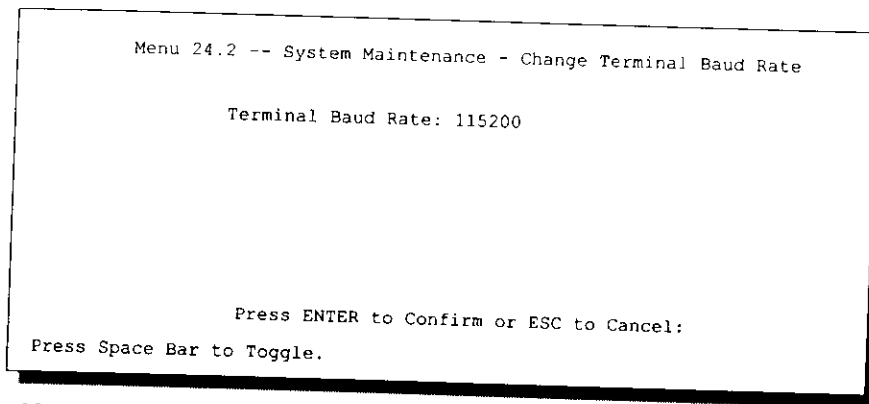 Menu 24.2 -- System Maintenance - Change Terminal Baud Rate
Terminal Baud Rate: 115200
Press ENTER to Confirm or ESC to Cancel:
Press Space Bar to Toggle.